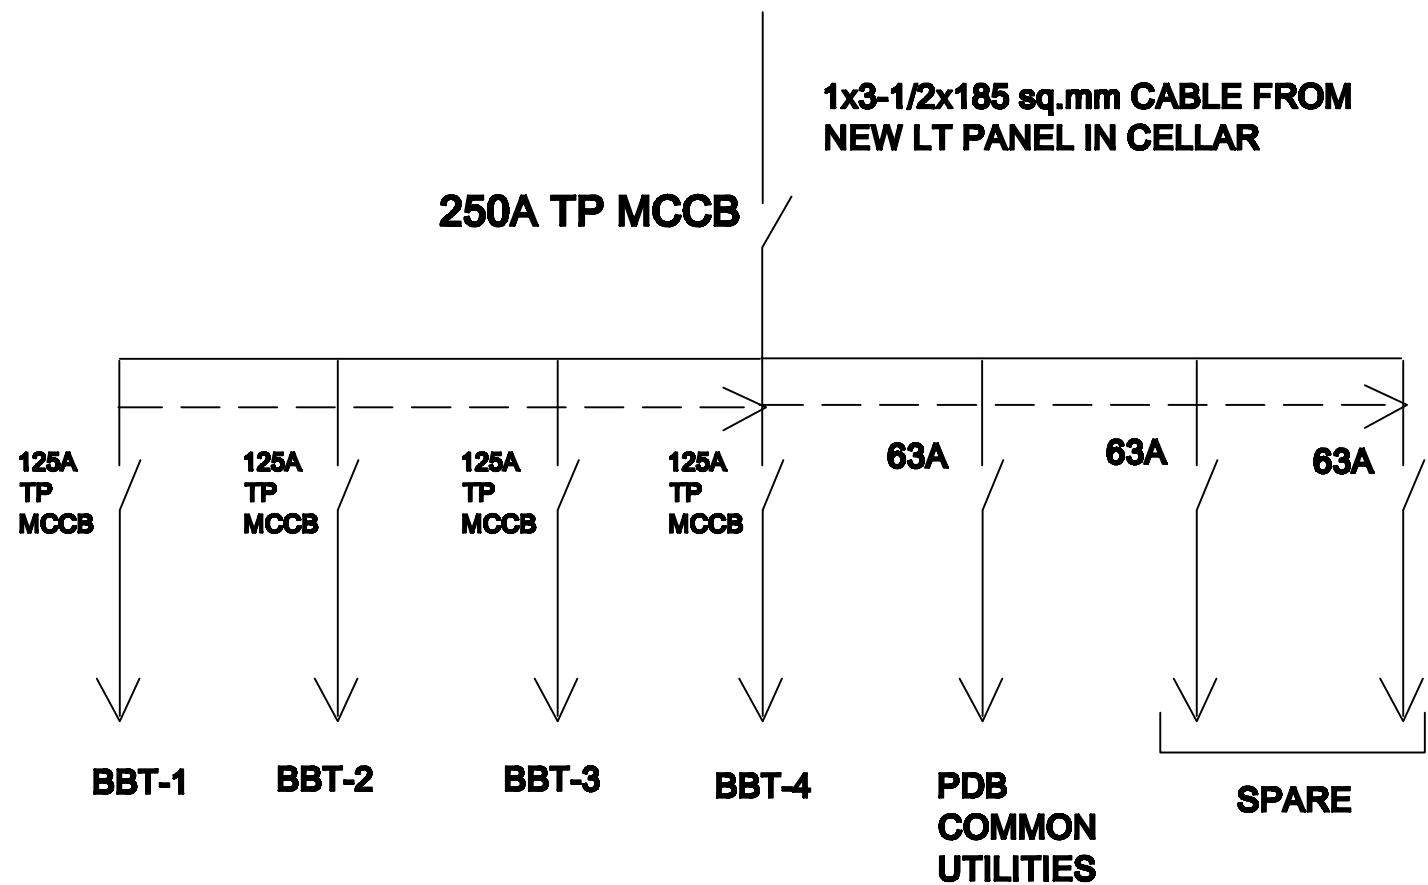 1x3-1/2x185 sq.mm CABLE FROM
NEW LT PANEL IN CELLAR
250A TP MCCB
125A
TP
MCCB
125A
TP
MCCB
125A
TP
MCCB
125A
TP
MCCB
63A
63A
63A
BBT-1
BBT-2
BBT-3
BBT-4
PDB
COMMON
UTILITIES
SPARE